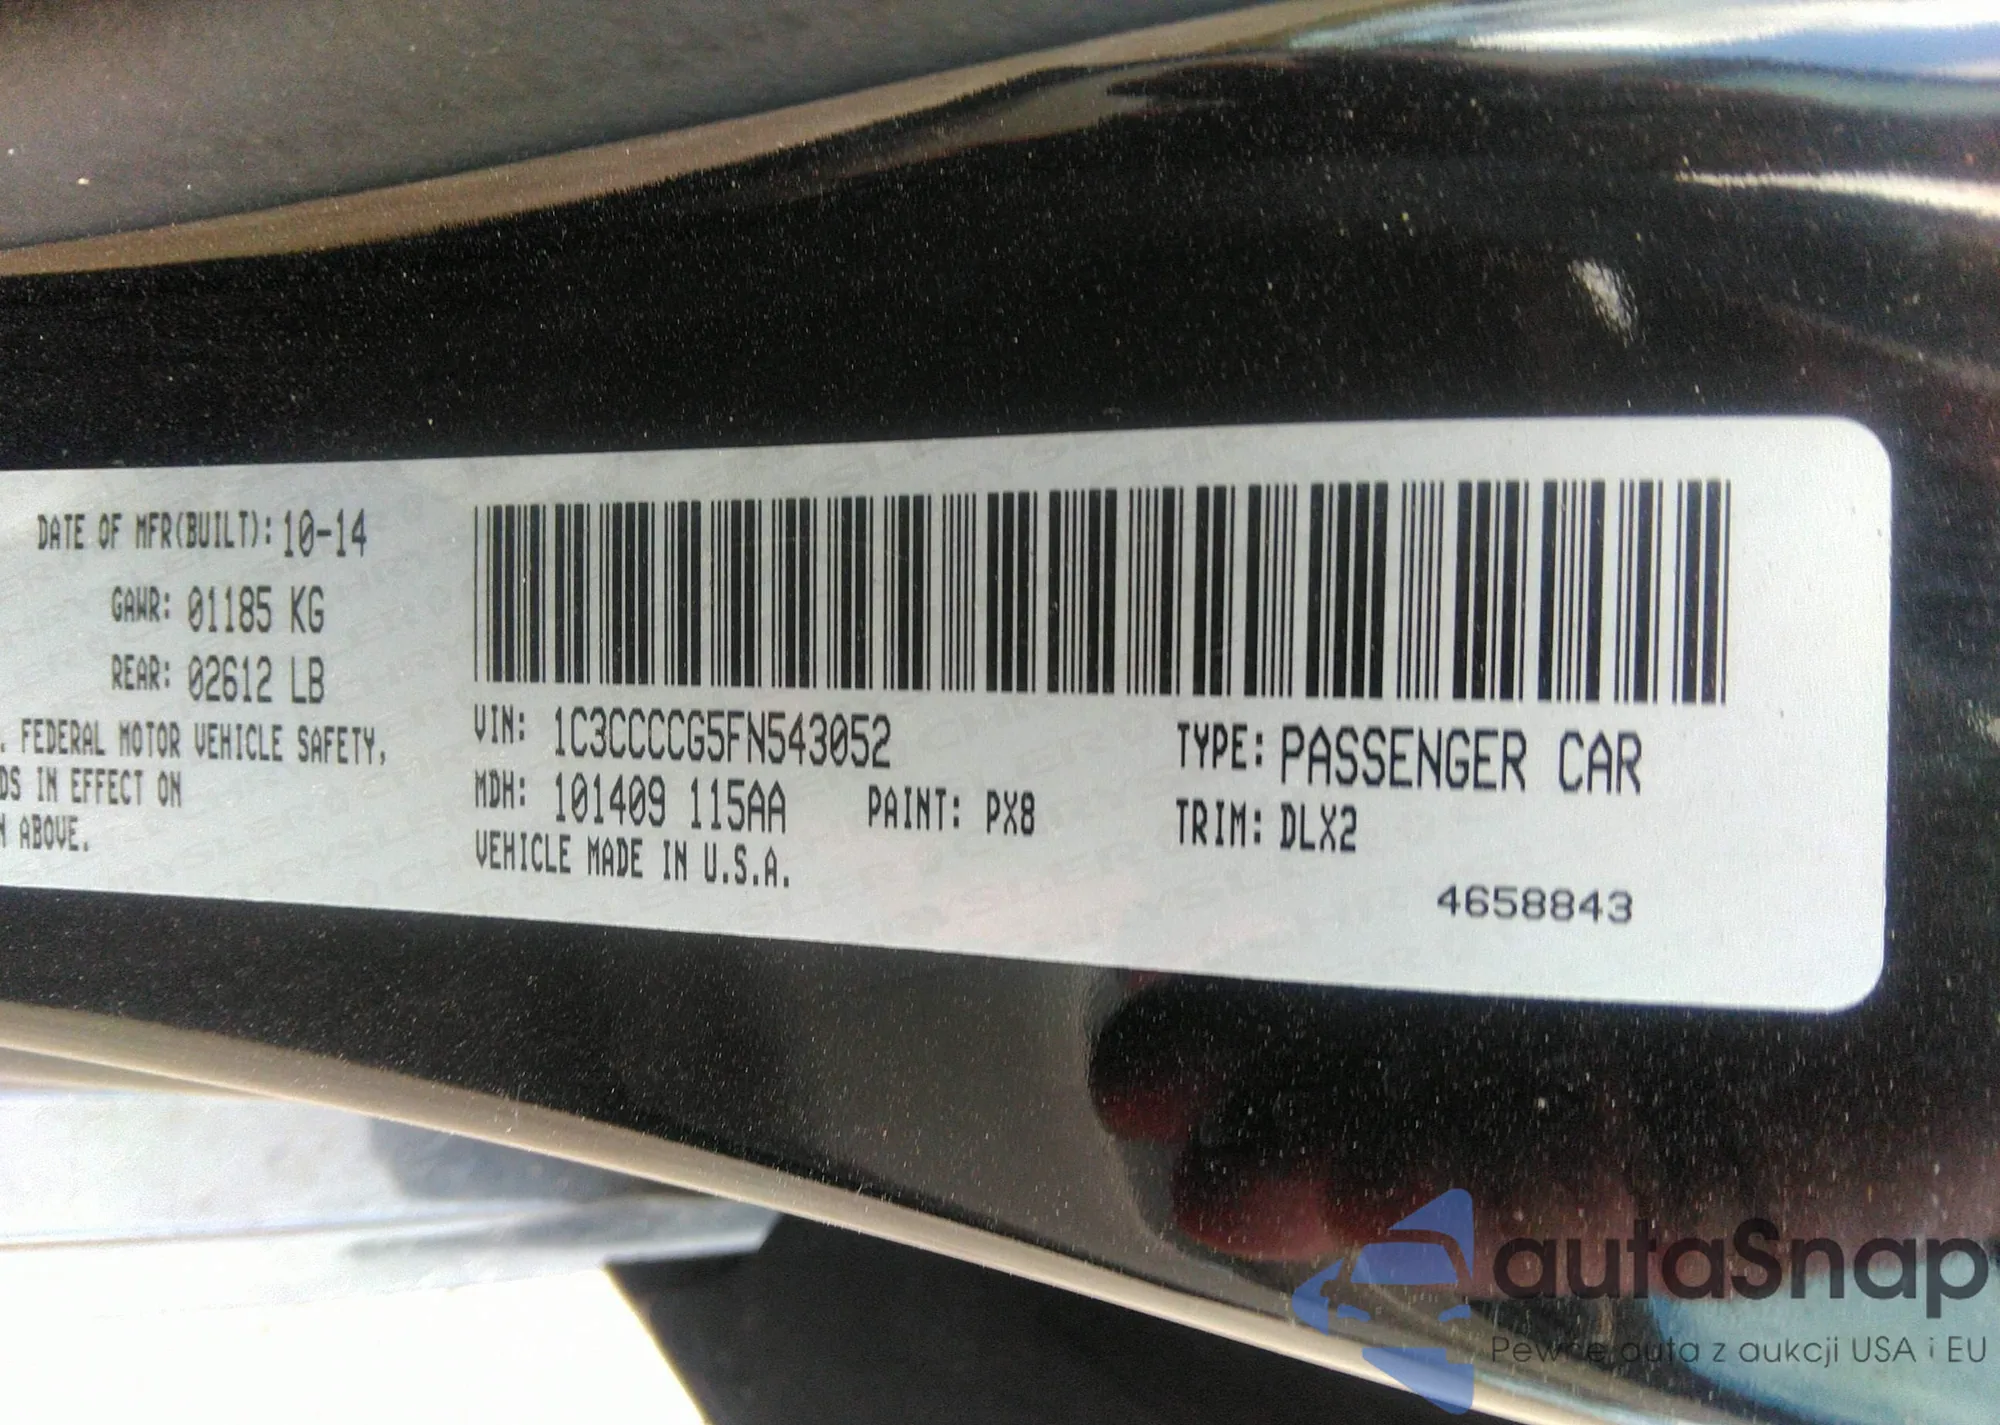 DATE OF MFR(BUILT): 10-14
GAWR: 01185 KG
REAR: 02612 LB
. FEDERAL MOTOR VEHICLE SAFETY,
DS IN EFFECT ON
ABOVE.
VIN: 1C3CCCCG5FN543052
MDH: 101409 115AA
PAINT: PX8
VEHICLE MADE IN U.S.A.
TYPE: PASSENGER CAR
TRIM: DLX2
4658843
autaSnap
Pewne auta z aukcji USA i EU